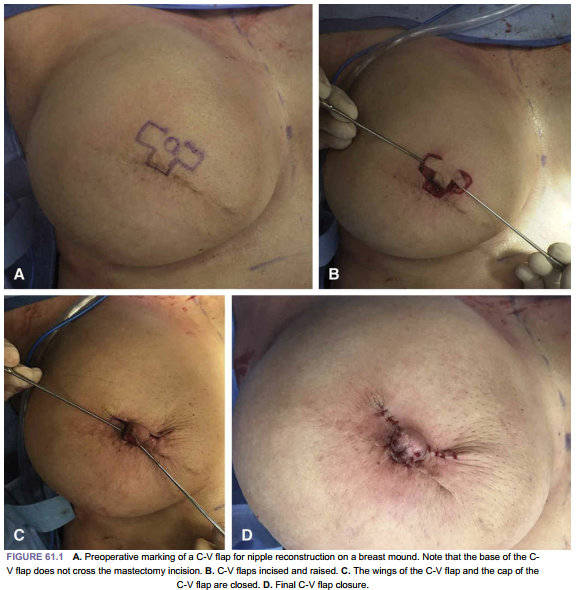 A
B
C
D
FIGURE 61.1 A. Preoperative marking of a C-V flap for nipple reconstruction on a breast mound. Note that the base of the C-
V flap does not cross the mastectomy incision. B. C-V flaps incised and raised. C. The wings of the C-V flap and the cap of the
C-V flap are closed. D. Final C-V flap closure.